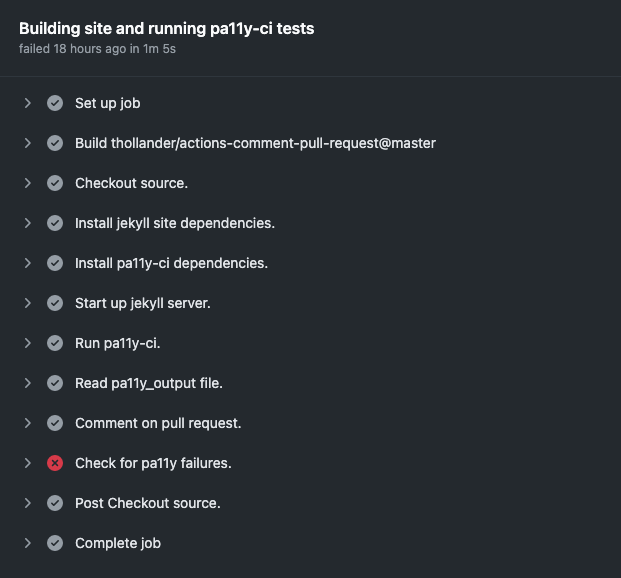 Building site and running pa11y-ci tests
failed 18 hours ago in 1m 5s
Set up job
Build thollander/actions-comment-pull-request@master
Checkout source.
Install jekyll site dependencies.
Install pa11y-ci dependencies.
Start up jekyll server.
Run pa11y-ci.
Read pa11y_output file.
Comment on pull request.
Check for pa11y failures.
Post Checkout source.
Complete job